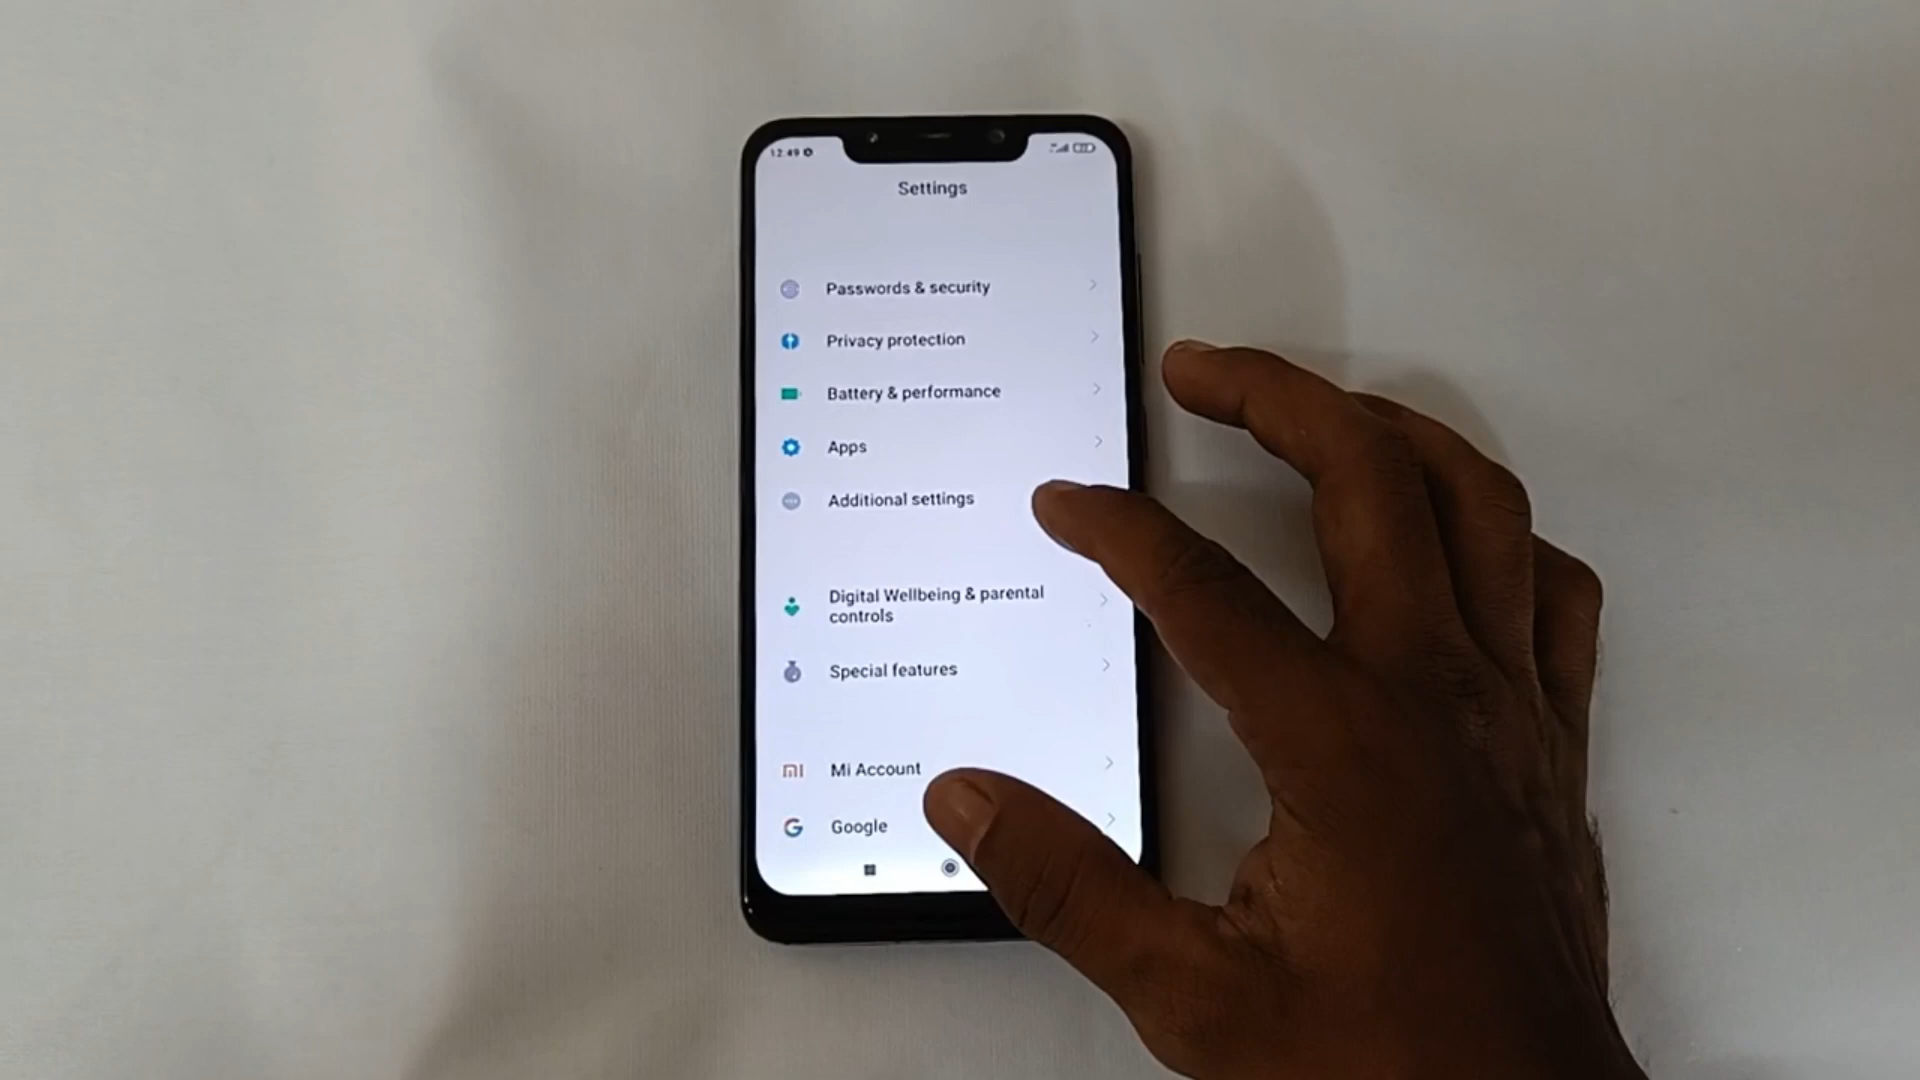 12:49
Settings
Passwords & security
Privacy protection
Battery & performance
Apps
Additional settings
Digital Wellbeing & parental
controls
Special features
Mi Account
Google